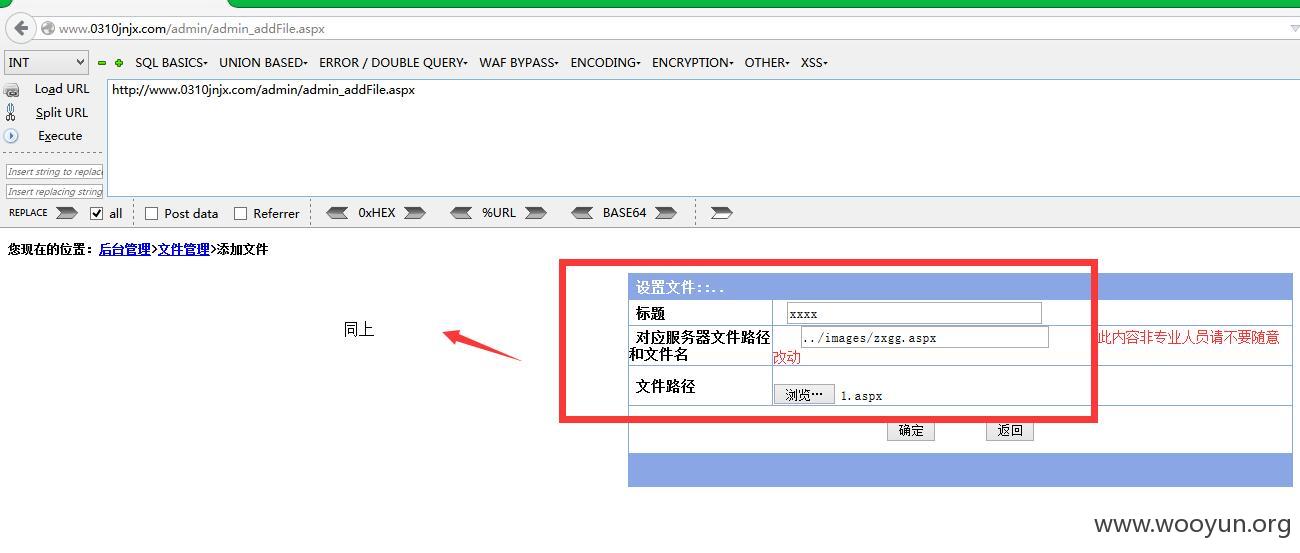 www.0310jnjx.com/admin/admin_addFile.aspx
INT SQL BASICS UNION BASED ERROR / DOUBLE QUERY WAF BYPASS ENCODING ENCRYPTION OTHER XSS
Load URL http://www.0310jnjx.com/admin/admin_addFile.aspx
Split URL
Execute
Insert string to replac
Insert replacing string
REPLACE all Post data Referrer 0xHEX %URL BASE64
您现在的位置：后台管理>文件管理>添加文件
设置文件::..
标题 xxxx
同上
对应服务器文件路径 ../images/zxgg.aspx 此内容非专业人员请不要随意
和文件名 改动
文件路径 浏览… 1.aspx
确定 返回
www.wooyun.org